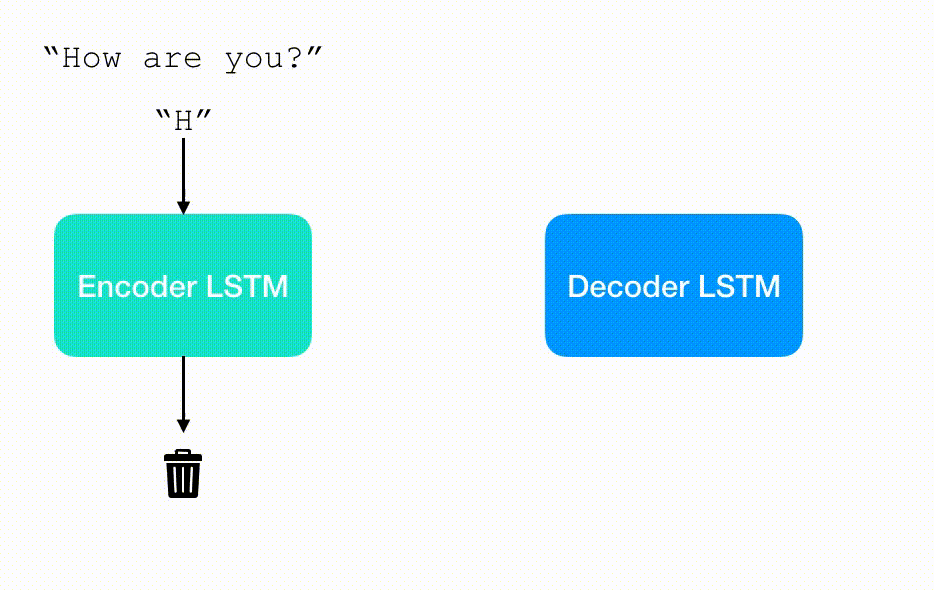 “How are you?”
“H”
Encoder LSTM
Decoder LSTM